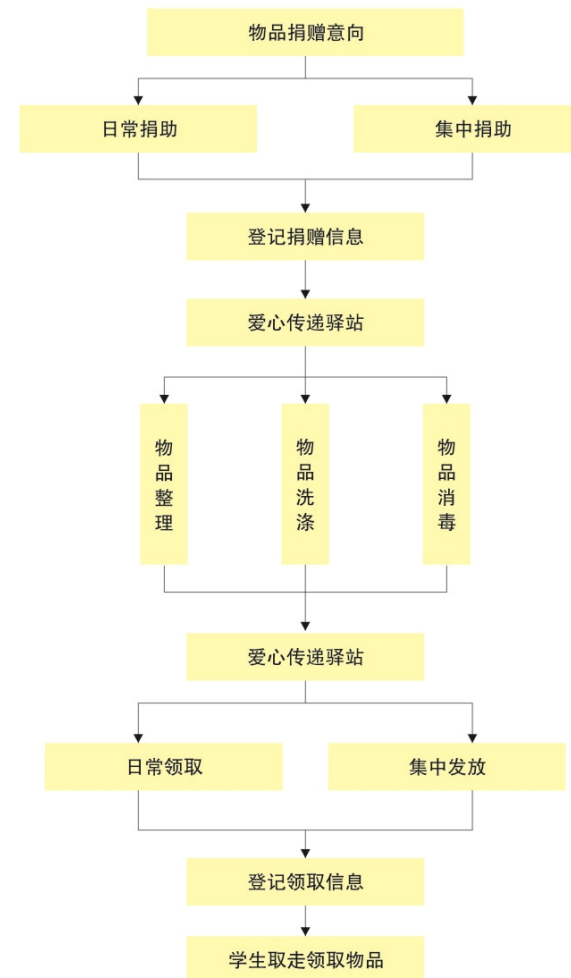 物品捐赠意向
日常捐助
集中捐助
登记捐赠信息
爱心传递驿站
物品整理
物品洗涤
物品消毒
爱心传递驿站
日常领取
集中发放
登记领取信息
学生取走领取物品